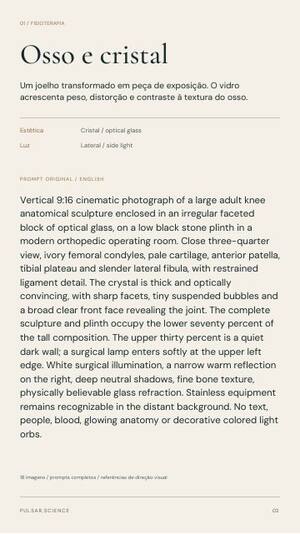 01 / FISIOTERAPIA
Osso e cristal
Um joelho transformado em peça de exposição. O vidro
acrescenta peso, distorção e contraste à textura do osso.
Estética Cristal / optical glass
Luz Lateral / side light
PROMPT ORIGINAL / ENGLISH
Vertical 9:16 cinematic photograph of a large adult knee
anatomical sculpture enclosed in an irregular faceted
block of optical glass, on a low black stone plinth in a
modern orthopedic operating room. Close three-quarter
view, ivory femoral condyles, pale cartilage, anterior patella,
tibial plateau and slender lateral fibula, with restrained
ligament detail. The crystal is thick and optically
convincing, with sharp facets, tiny suspended bubbles and
a broad clear front face revealing the joint. The complete
sculpture and plinth occupy the lower seventy percent of
the tall composition. The upper thirty percent is a quiet
dark wall; a surgical lamp enters softly at the upper left
edge. White surgical illumination, a narrow warm reflection
on the right, deep neutral shadows, fine bone texture,
physically believable glass refraction. Stainless equipment
remains recognizable in the distant background. No text,
people, blood, glowing anatomy or decorative colored light
orbs.
18 imagens / prompts completos / referências de direção visual
PULSAR.SCIENCE 02